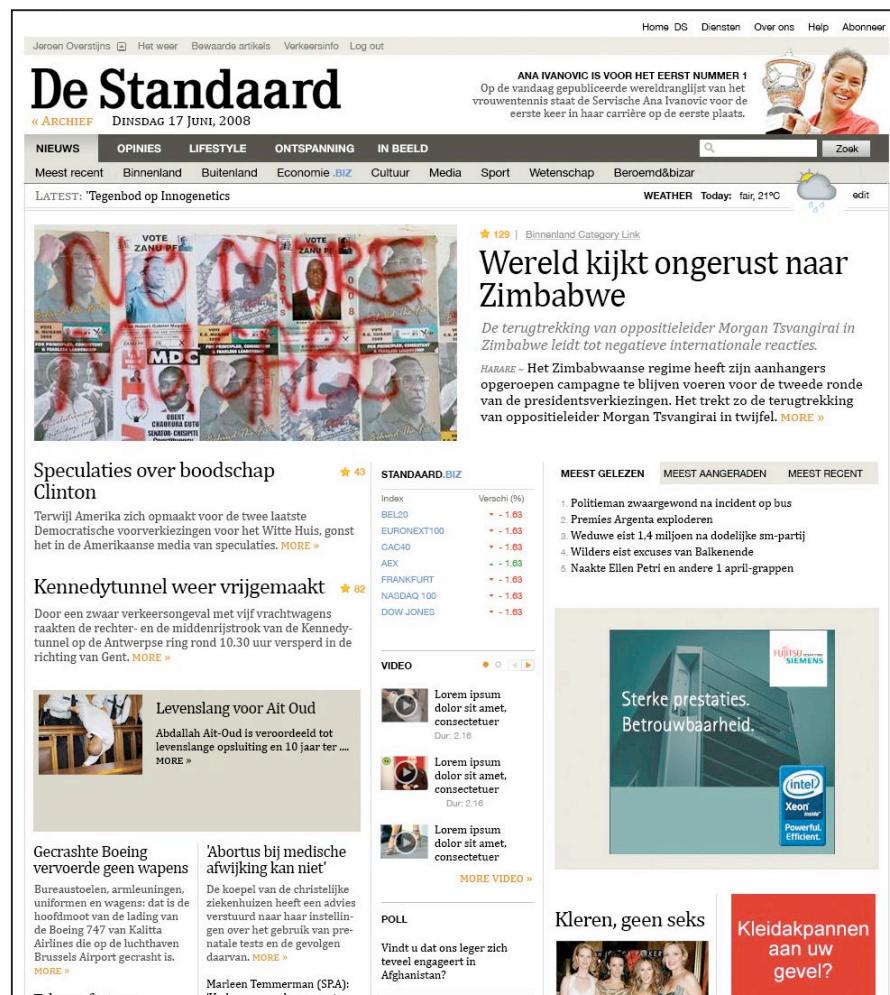 Home DS Diensten Over ons Help Abonneer
Jeroen Overstijns Het weer Bewaarde artikels Verkeersinfo Log out
De Standaard
« ARCHIEF DINSDAG 17 JUNI, 2008
ANA IVANOVIC IS VOOR HET EERST NUMMER 1
Op de vandaag gepubliceerde wereldranglijst van het
vrouwentennis staat de Servische Ana Ivanovic voor de
eerste keer in haar carrière op de eerste plaats.
NIEUWS OPINIES LIFESTYLE ONTSPANNING IN BEELD Zoek
Meest recent Binnenland Buitenland Economie .BIZ Cultuur Media Sport Wetenschap Beroemd&bizar
LATEST: 'Tegenbod op Innogenetics
WEATHER Today: fair, 21°C edit
VOTE
ZANU PF
VOTE
ZANU PF
NO MORE
MDC
129 | Binnenland Category Link
Wereld kijkt ongerust naar
Zimbabwe
De terugtrekking van oppositieleider Morgan Tsvangirai in
Zimbabwe leidt tot negatieve internationale reacties.
HARARE ~ Het Zimbabwaanse regime heeft zijn aanhangers
opgeroepen campagne te blijven voeren voor de tweede ronde
van de presidentsverkiezingen. Het trekt zo de terugtrekking
van oppositieleider Morgan Tsvangirai in twijfel. MORE »
Speculaties over boodschap
Clinton
43
Terwijl Amerika zich opmaakt voor de twee laatste
Democratische voorverkiezingen voor het Witte Huis, gonst
het in de Amerikaanse media van speculaties. MORE »
Kennedytunnel weer vrijgemaakt 82
Door een zwaar verkeersongeval met vijf vrachtwagens
raakten de rechter- en de middenrijstrook van de Kennedy-
tunnel op de Antwerpse ring rond 10.30 uur versperd in de
richting van Gent. MORE »
Levenslang voor Ait Oud
Abdallah Ait-Oud is veroordeeld tot
levenslange opsluiting en 10 jaar ter ....
MORE »
Gecrashte Boeing
vervoerde geen wapens
Bureaustoelen, armleuningen,
uniformen en wagens: dat is de
hoofdmoot van de lading van
de Boeing 747 van Kalitta
Airlines die op de luchthaven
Brussels Airport gecrasht is.
MORE »
'Abortus bij medische
afwijking kan niet'
De koepel van de christelijke
ziekenhuizen heeft een advies
verstuurd naar haar instellin-
gen over het gebruik van pre-
natale tests en de gevolgen
daarvan. MORE »
Marleen Temmerman (SP.A):
STANDAARD.BIZ
Index Verschi (%)
BEL20 - 1.63
EURONEXT100 - 1.63
CAC40 - 1.63
AEX - 1.63
FRANKFURT - 1.63
NASDAQ 100 - 1.63
DOW JONES - 1.63
VIDEO
Lorem ipsum
dolor sit amet,
consectetuer
Dur: 2.16
Lorem ipsum
dolor sit amet,
consectetuer
Dur: 2.16
Lorem ipsum
dolor sit amet,
consectetuer
MORE VIDEO »
POLL
Vindt u dat ons leger zich
teveel engageert in
Afghanistan?
MEEST GELEZEN MEEST AANGERADEN MEEST RECENT
1. Politieman zwaargewond na incident op bus
2. Premies Argenta exploderen
3. Weduwe eist 1,4 miljoen na dodelijke sm-partij
4. Wilders eist excuses van Balkenende
5. Naakte Ellen Petri en andere 1 april-grappen
FUJITSU
SIEMENS
Sterke prestaties.
Betrouwbaarheid.
intel
Xeon
inside
Powerful.
Efficient.
Kleren, geen seks
Kleidakpannen
aan uw
gevel?